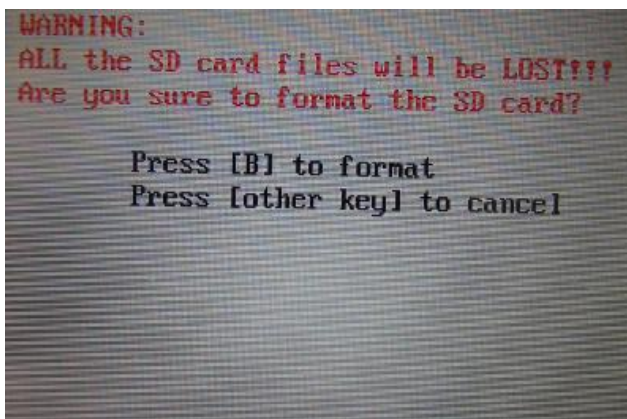 WARNING:
ALL the SD card files will be LOST!!!
Are you sure to format the SD card?
Press [B] to format
Press [other key] to cancel